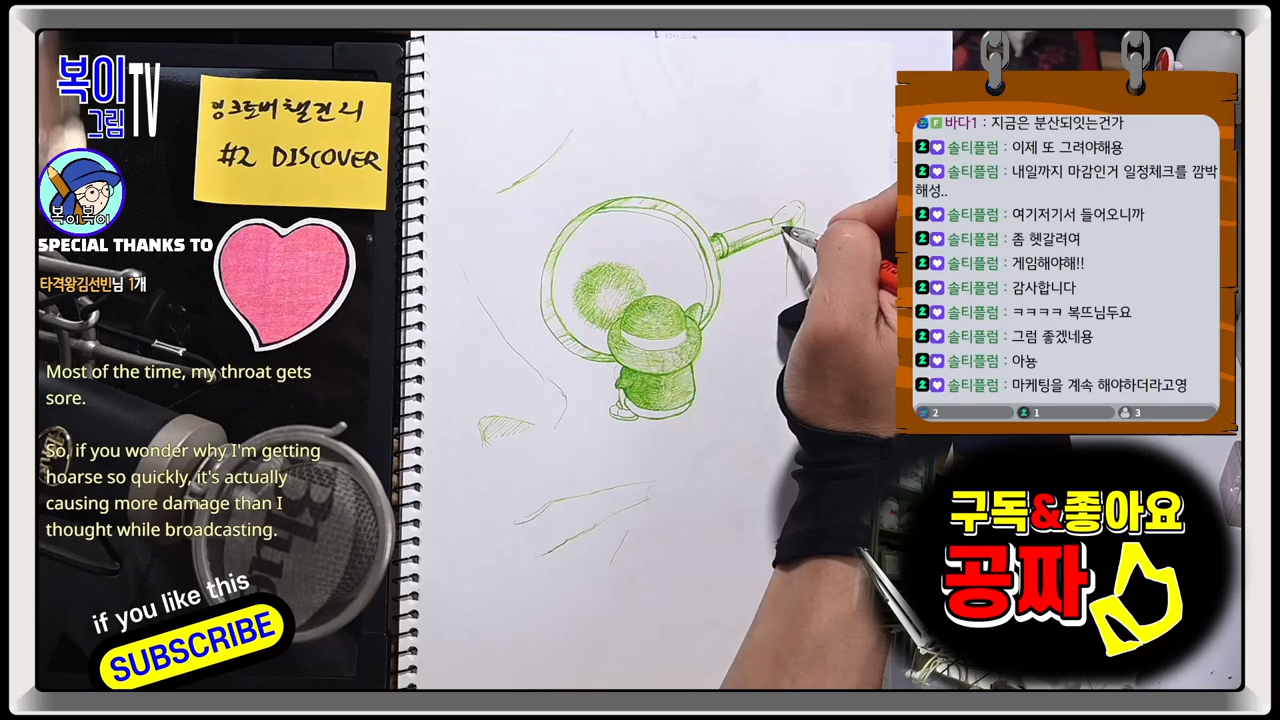 복이
그림
TV
잉크토버 챌린지
#2 DISCOVER
복이복이
SPECIAL THANKS TO
타격왕김선빈님 1개
Most of the time, my throat gets
sore.
So, if you wonder why I'm getting
hoarse so quickly, it's actually
causing more damage than I
thought while broadcasting.
Blue
if you like this
SUBSCRIBE
바다1 : 지금은 분산되잇는건가
솔티플럼 : 이제 또 그려야해용
솔티플럼 : 내일까지 마감인거 일정체크를 깜박
해성..
솔티플럼 : 여기저기서 들어오니까
솔티플럼 : 좀 헷갈려여
솔티플럼 : 게임해야해!!
솔티플럼 : 감사합니다
솔티플럼 : ㅋㅋㅋㅋ 복뜨님두요
솔티플럼 : 그럼 좋겠네용
솔티플럼 : 아뇽
솔티플럼 : 마케팅을 계속 해야하더라고영
2 1 3
구독&좋아요
공짜